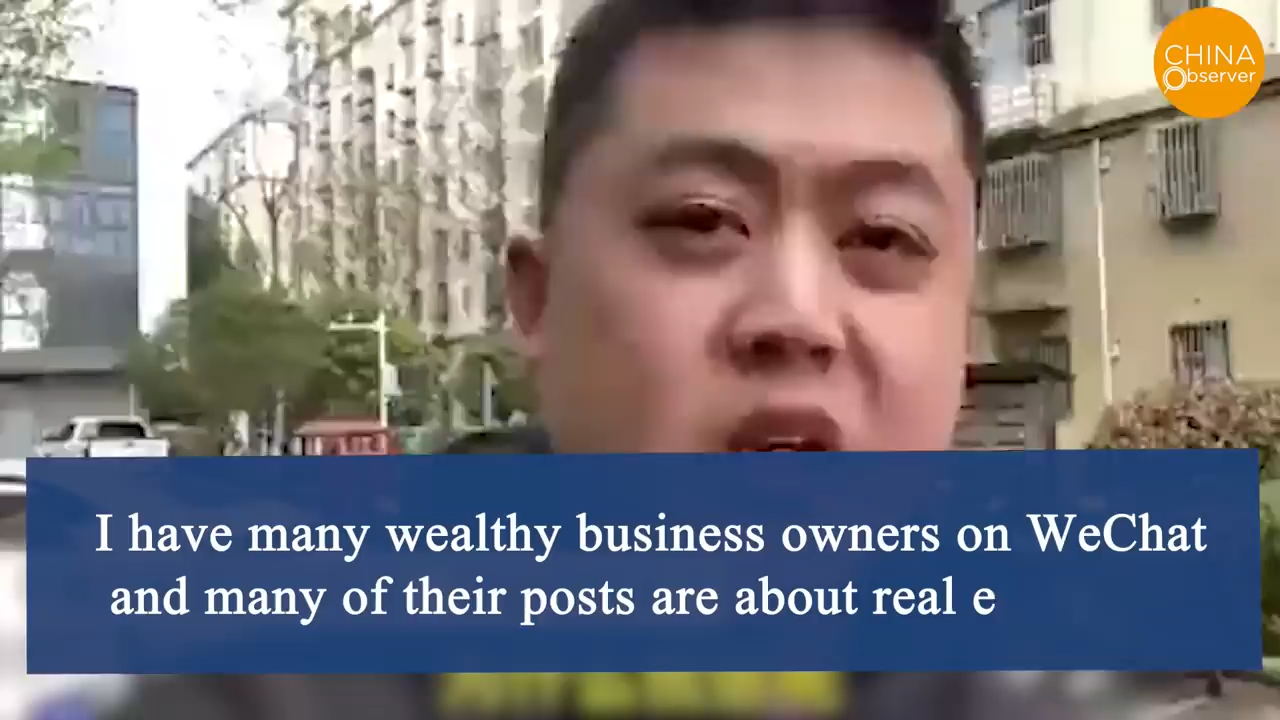 CHINA
Observer
I have many wealthy business owners on WeChat
and many of their posts are about real e